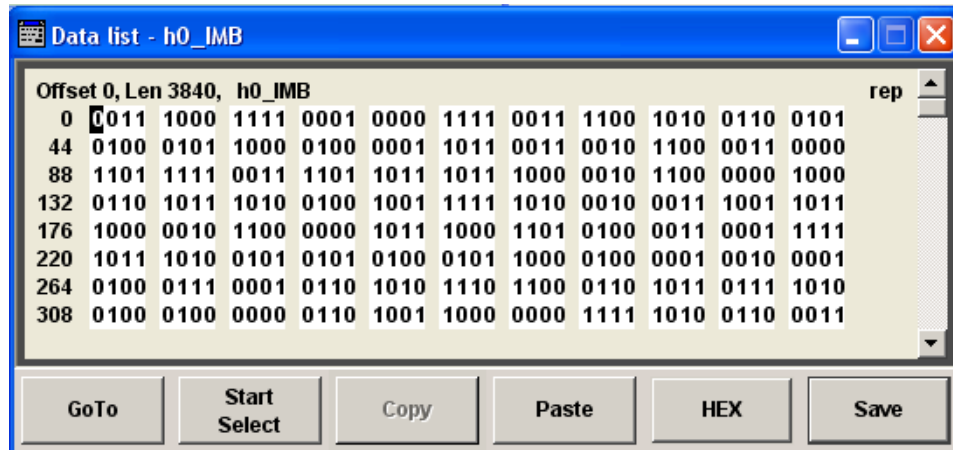 Data list - h0_IMB
Offset 0, Len 3840, h0_IMB rep
0 0011 1000 1111 0001 0000 1111 0011 1100 1010 0110 0101
44 0100 0101 1000 0100 0001 1011 0011 0010 1100 0011 0000
88 1101 1111 0011 1101 1011 1011 1000 0010 1100 0000 1000
132 0110 1011 1010 0100 1001 1111 1010 0010 0011 1001 1011
176 1000 0010 1100 0000 1011 1000 1101 0100 0011 0001 1111
220 1011 1010 0101 0101 0100 0101 1000 0100 0001 0010 0001
264 0100 0111 0001 0110 1010 1110 1100 0110 1011 0111 1010
308 0100 0100 0000 0110 1001 1000 0000 1111 1010 0110 0011
GoTo Start Select Copy Paste HEX Save